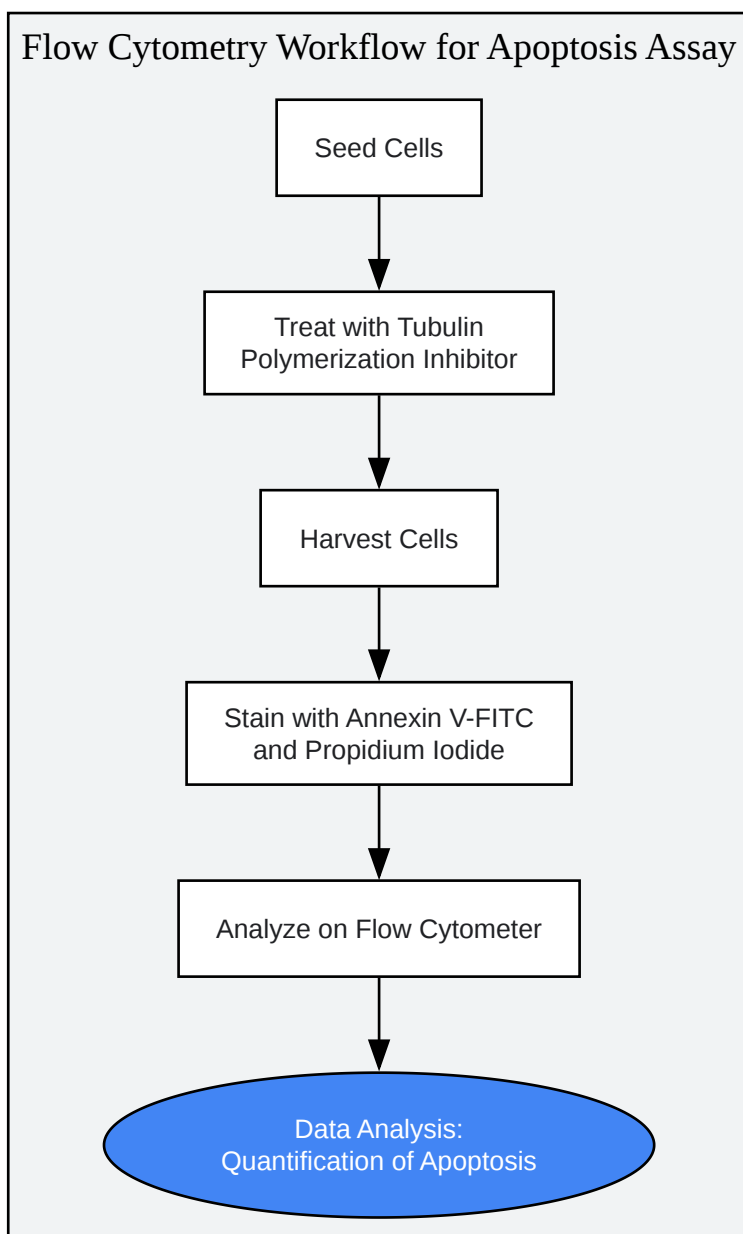 Flow Cytometry Workflow for Apoptosis Assay
Seed Cells
Treat with Tubulin
Polymerization Inhibitor
Harvest Cells
Stain with Annexin V-FITC
and Propidium Iodide
Analyze on Flow Cytometer
Data Analysis:
Quantification of Apoptosis